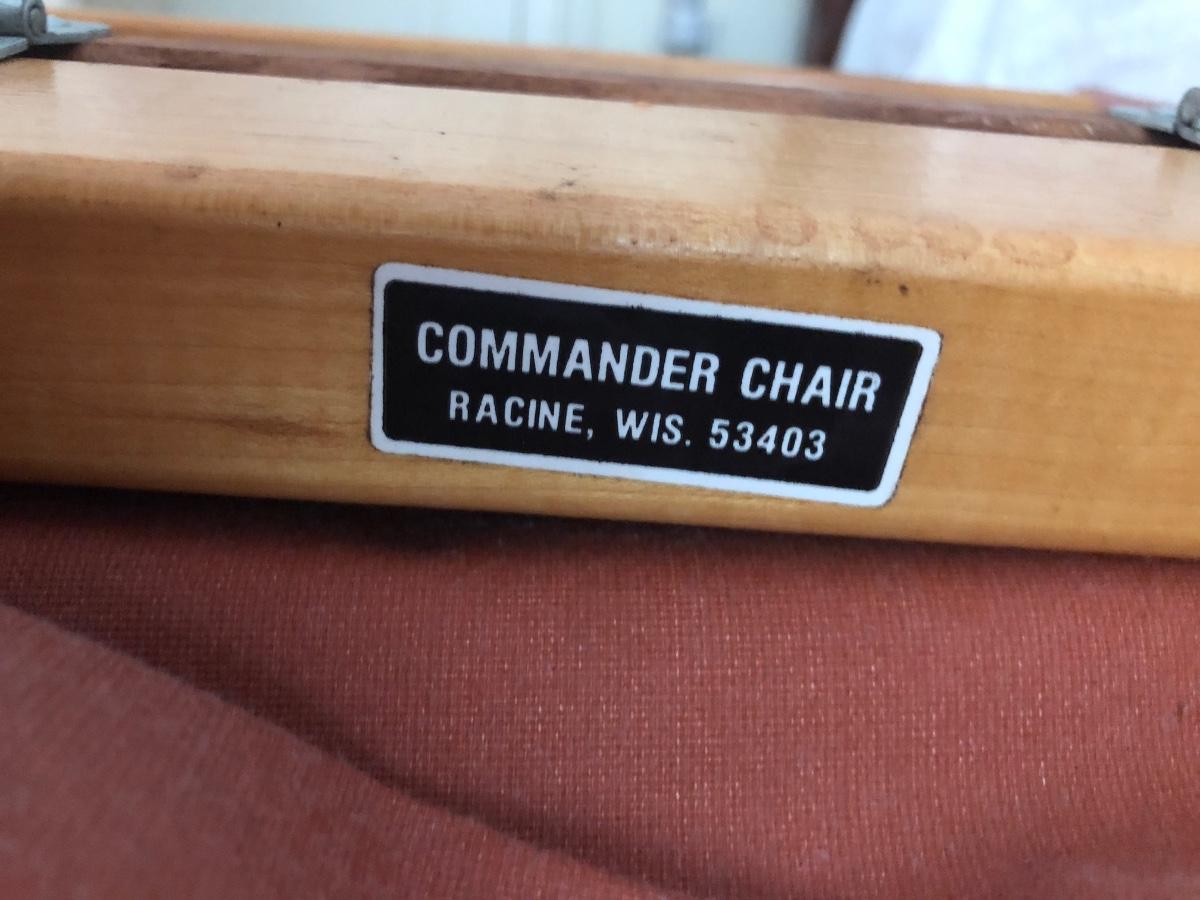 COMMANDER CHAIR
RACINE, WIS. 53403